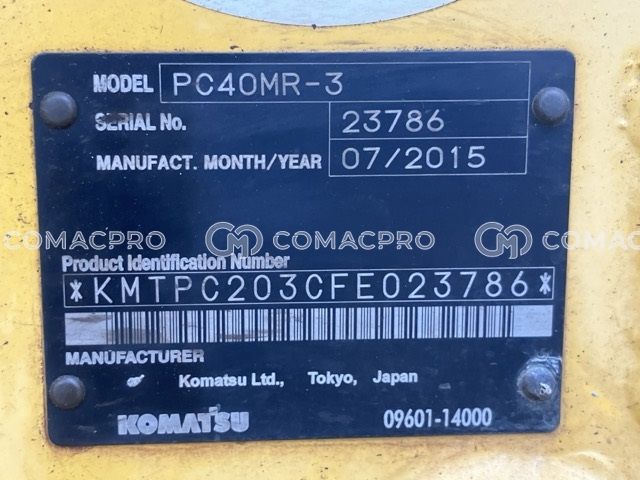 MODEL PC40MR-3
SERIAL No. 23786
MANUFACT. MONTH/YEAR 07/2015
COMACPRO COMACPRO COMACPRO
Product Identification Number
*KMTPC203CFE023786*
MANUFACTURER
Komatsu Ltd., Tokyo, Japan
KOMATSU 09601-14000